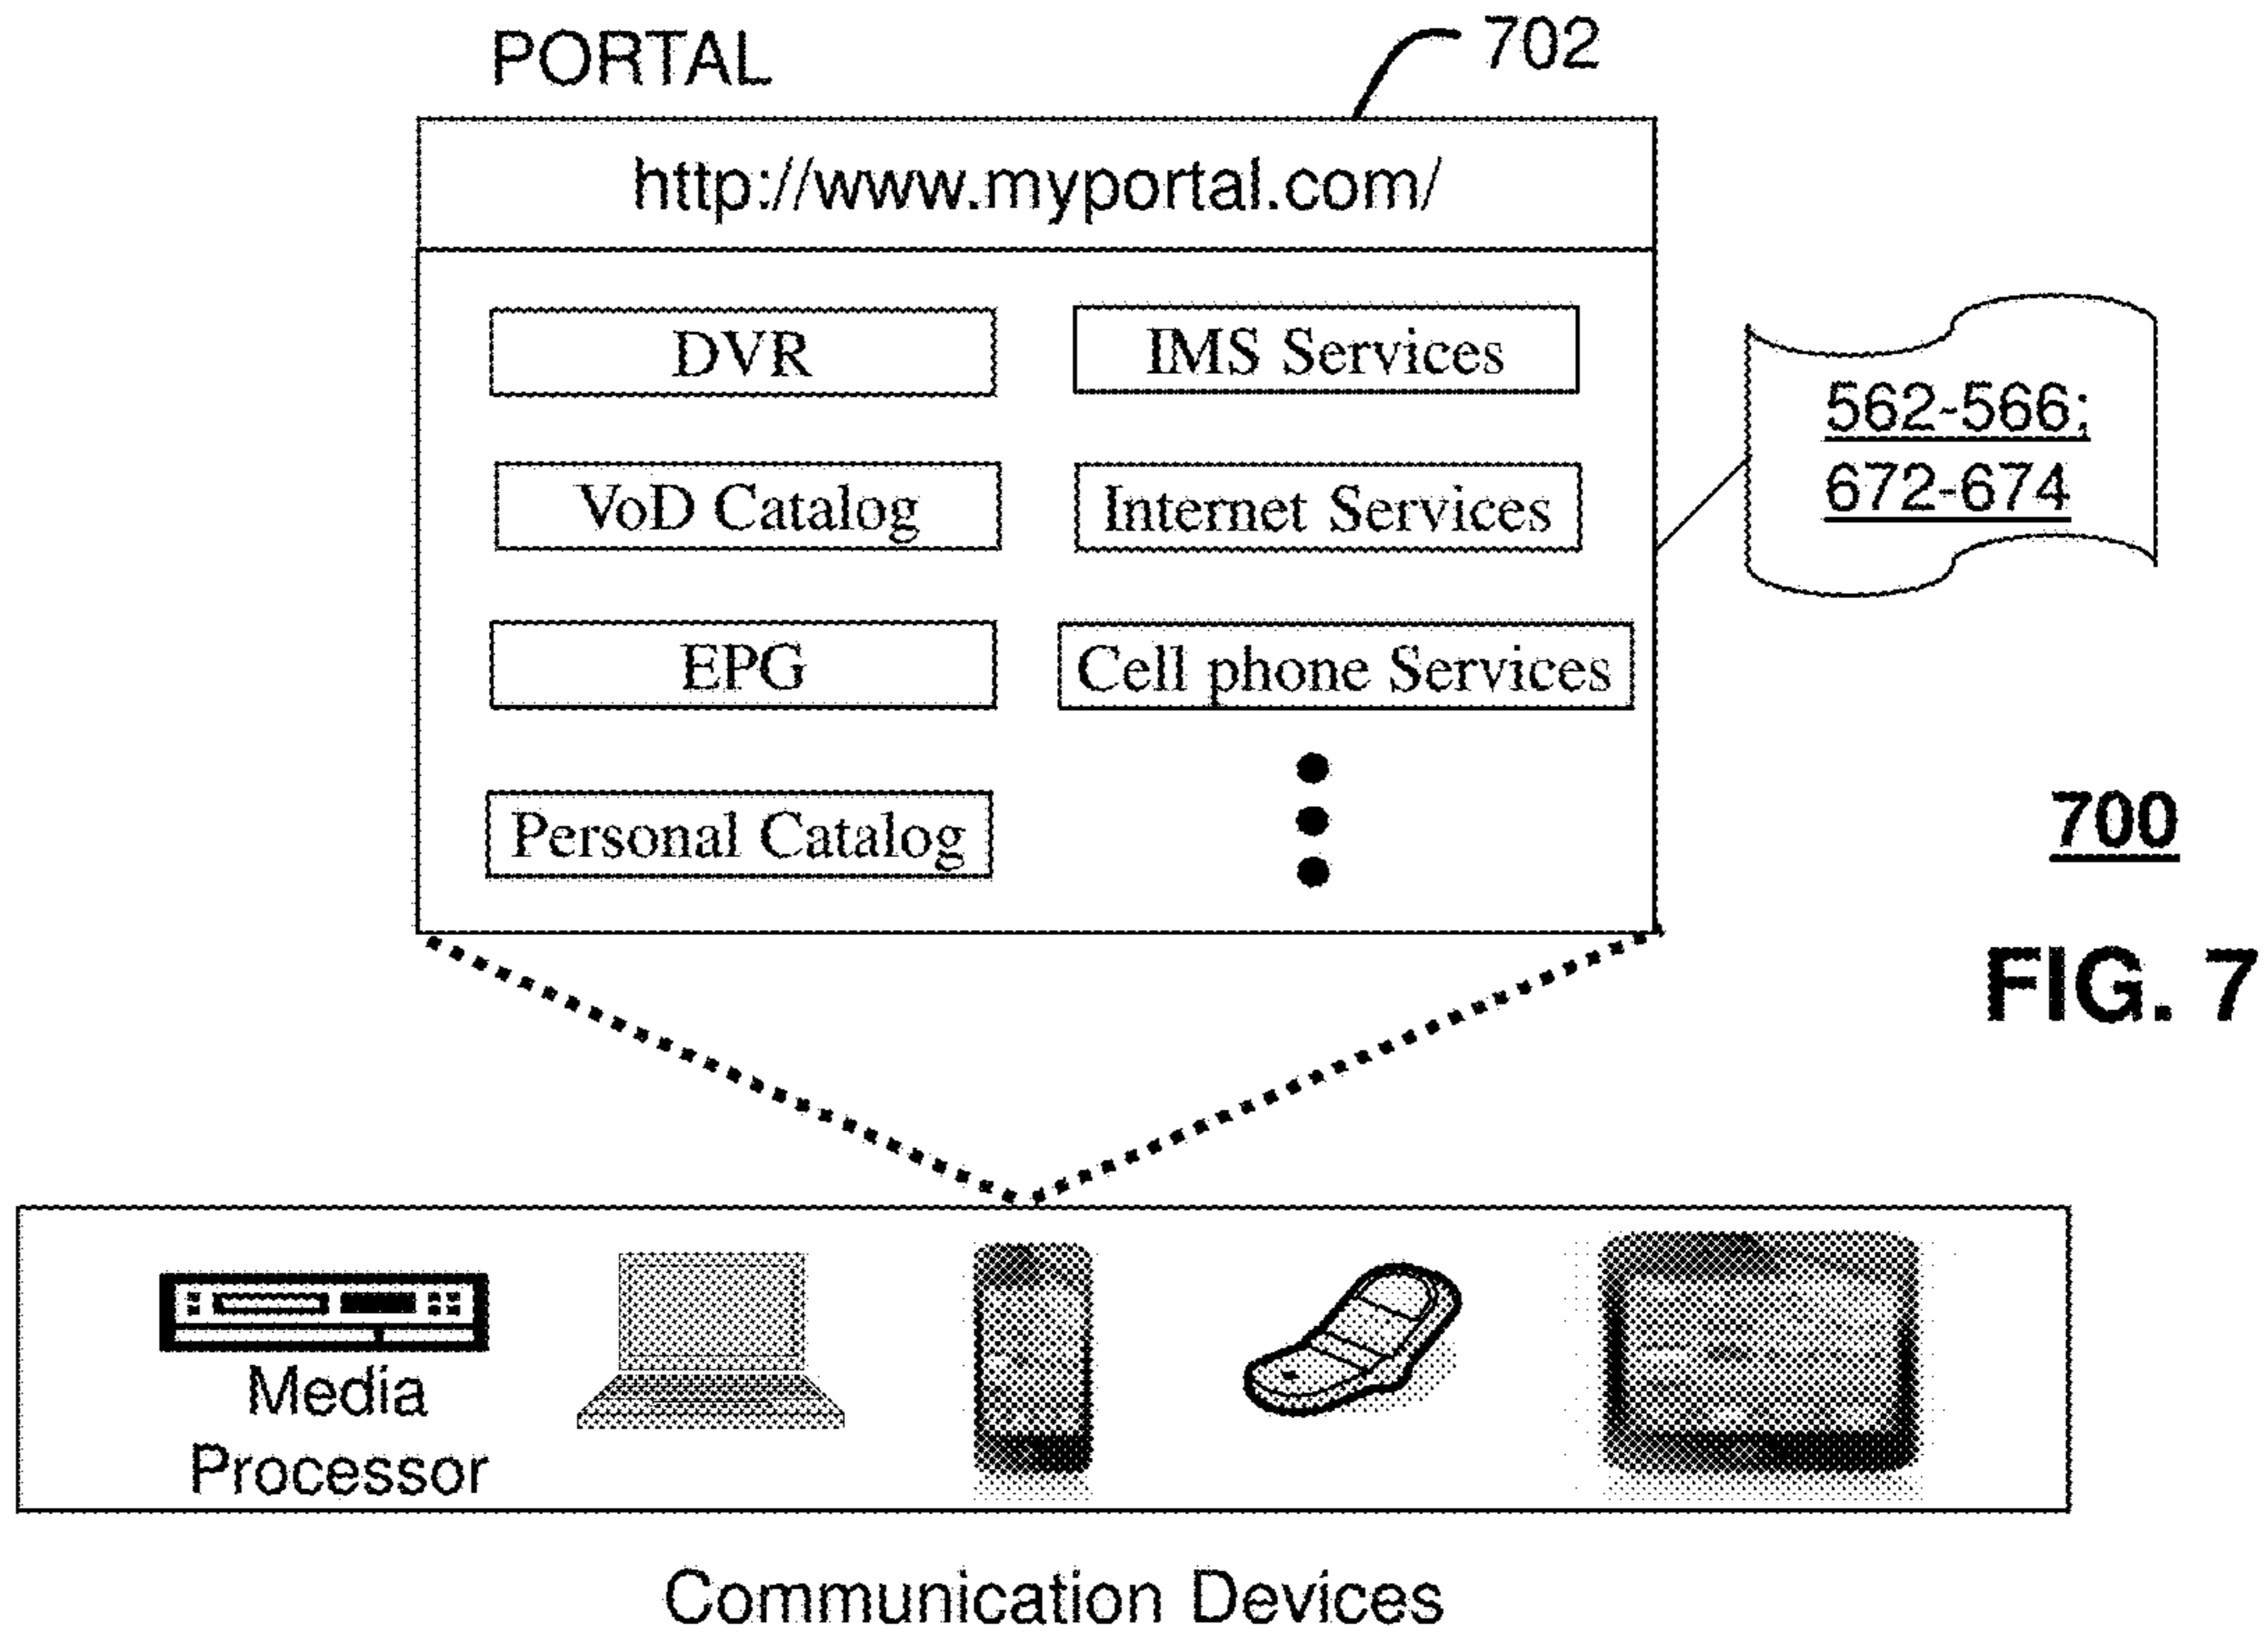 PORTAL
702
http://www.myportal.com/
DVR
IMS Services
VoD Catalog
Internet Services
EPG
Cell phone Services
Personal Catalog
562-566;
672-674
700
FIG. 7
Media
Processor
Communication Devices